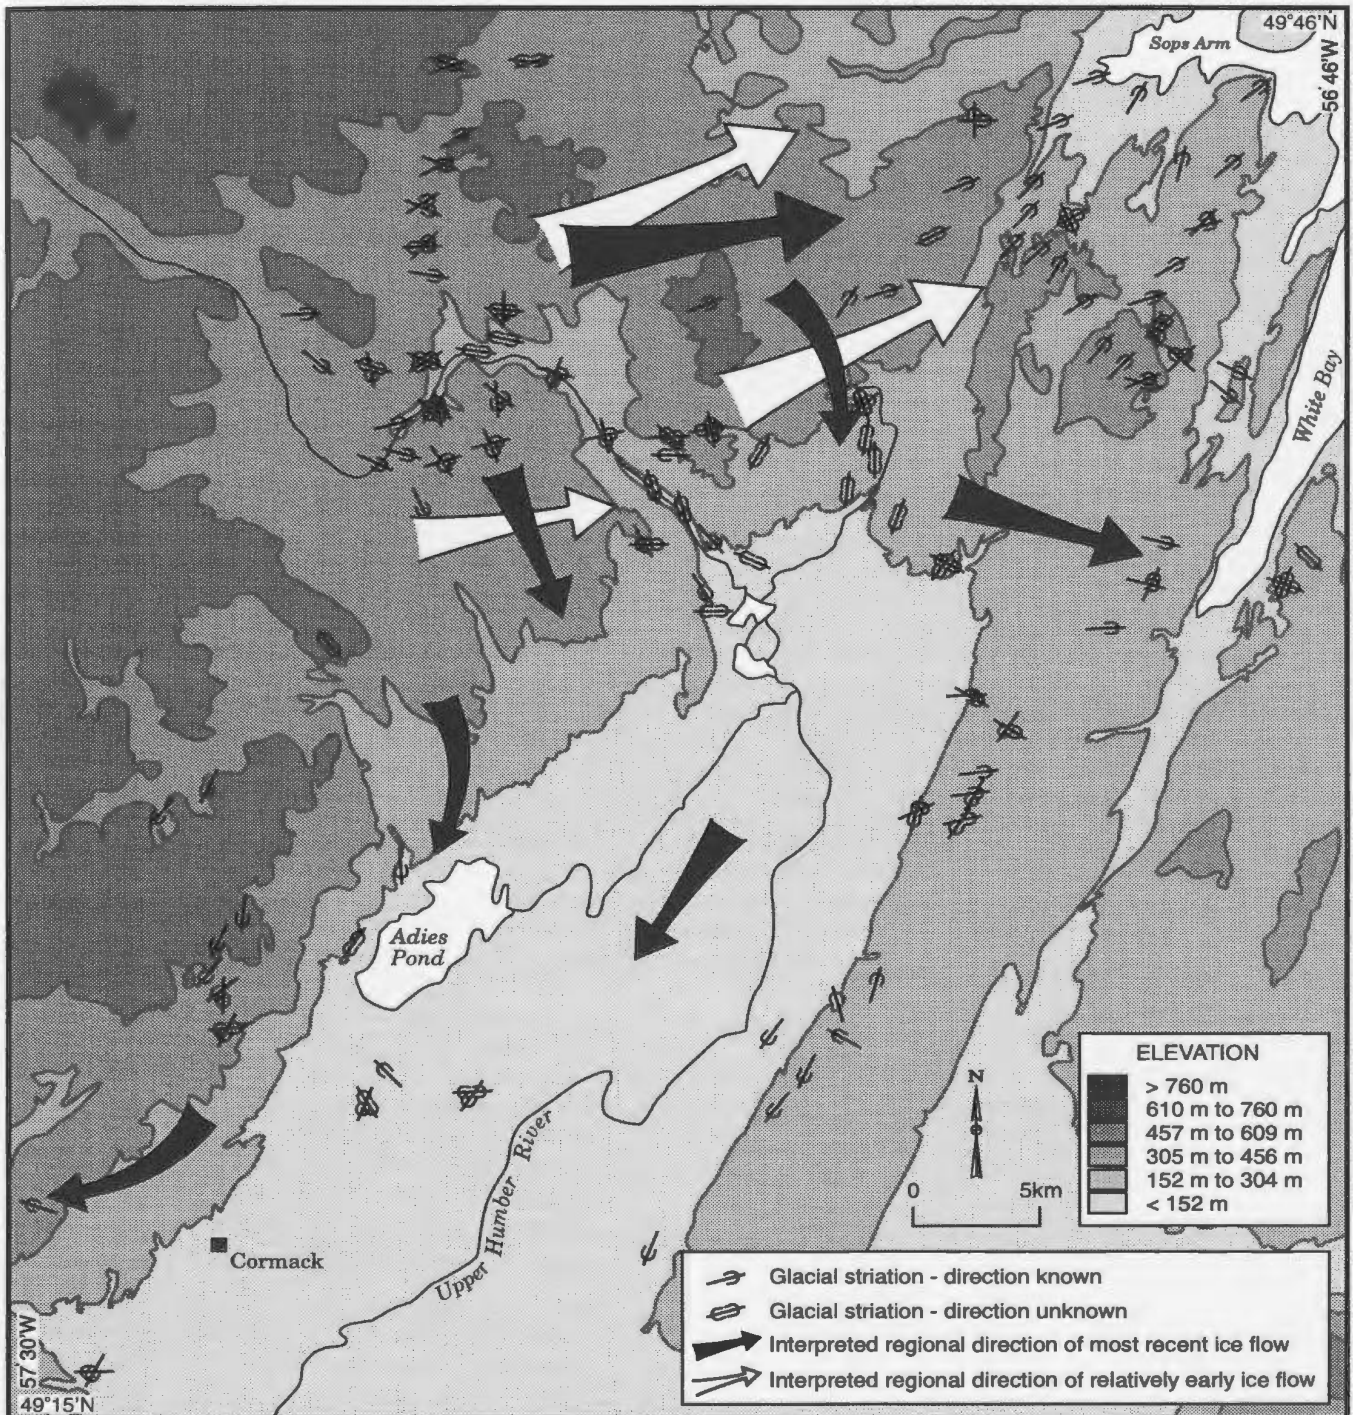 49°46'N
56°46'W
Sops Arm
White Bay
Adies
Pond
Upper Humber River
Cormack
ELEVATION
> 760 m
610 m to 760 m
457 m to 609 m
305 m to 456 m
152 m to 304 m
< 152 m
N
0 5km
Glacial striation - direction known
Glacial striation - direction unknown
Interpreted regional direction of most recent ice flow
Interpreted regional direction of relatively early ice flow
57°30'W
49°15'N